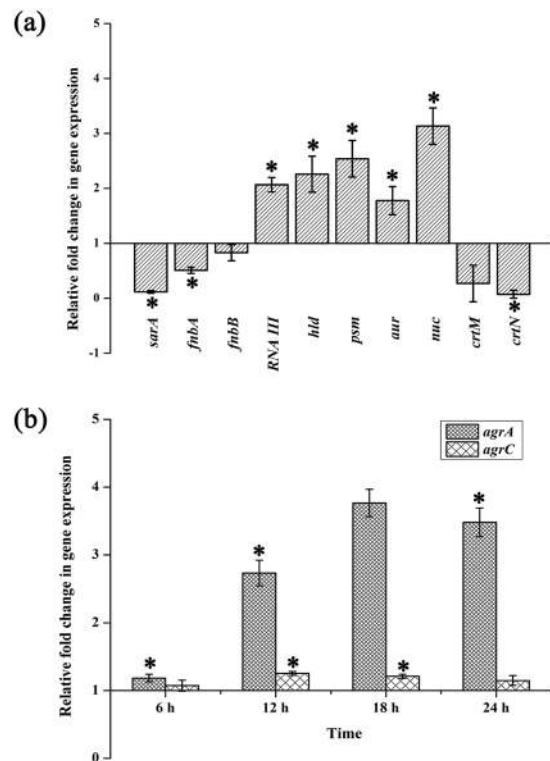 (a)
Relative fold change in gene expression
5
4
3
2
1
0
-1
* * * * * * * *
sarA fnbA fnbB RNA III hld psm aur nuc crtM crtN
(b)
Relative fold change in gene expression
5
4
3
2
1
0
agrA
agrC
* * * * *
6 h 12 h 18 h 24 h
Time